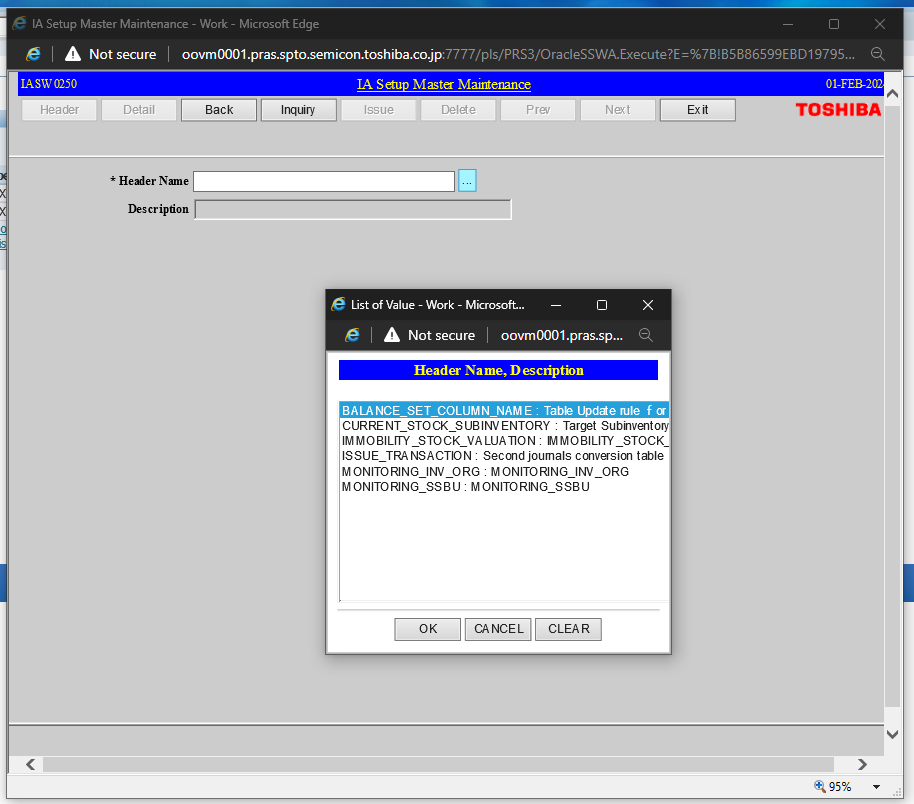 IA Setup Master Maintenance - Work - Microsoft Edge
Not secure oovm0001.pras.spto.semicon.toshiba.co.jp:7777/pls/PRS3/OracleSSWA.Execute?E=%7B!B5B86599EBD19795...
IASW0250 IA Setup Master Maintenance 01-FEB-202
Header Detail Back Inquiry Issue Delete Prev Next Exit TOSHIBA
* Header Name ...
Description
List of Value - Work - Microsoft...
Not secure oovm0001.pras.sp...
Header Name, Description
BALANCE_SET_COLUMN_NAME : Table Update rule for
CURRENT_STOCK_SUBINVENTORY : Target Subinventory
IMMOBILITY_STOCK_VALUATION : IMMOBILITY_STOCK_
ISSUE_TRANSACTION : Second journals conversion table
MONITORING_INV_ORG : MONITORING_INV_ORG
MONITORING_SSBU : MONITORING_SSBU
OK CANCEL CLEAR
95%